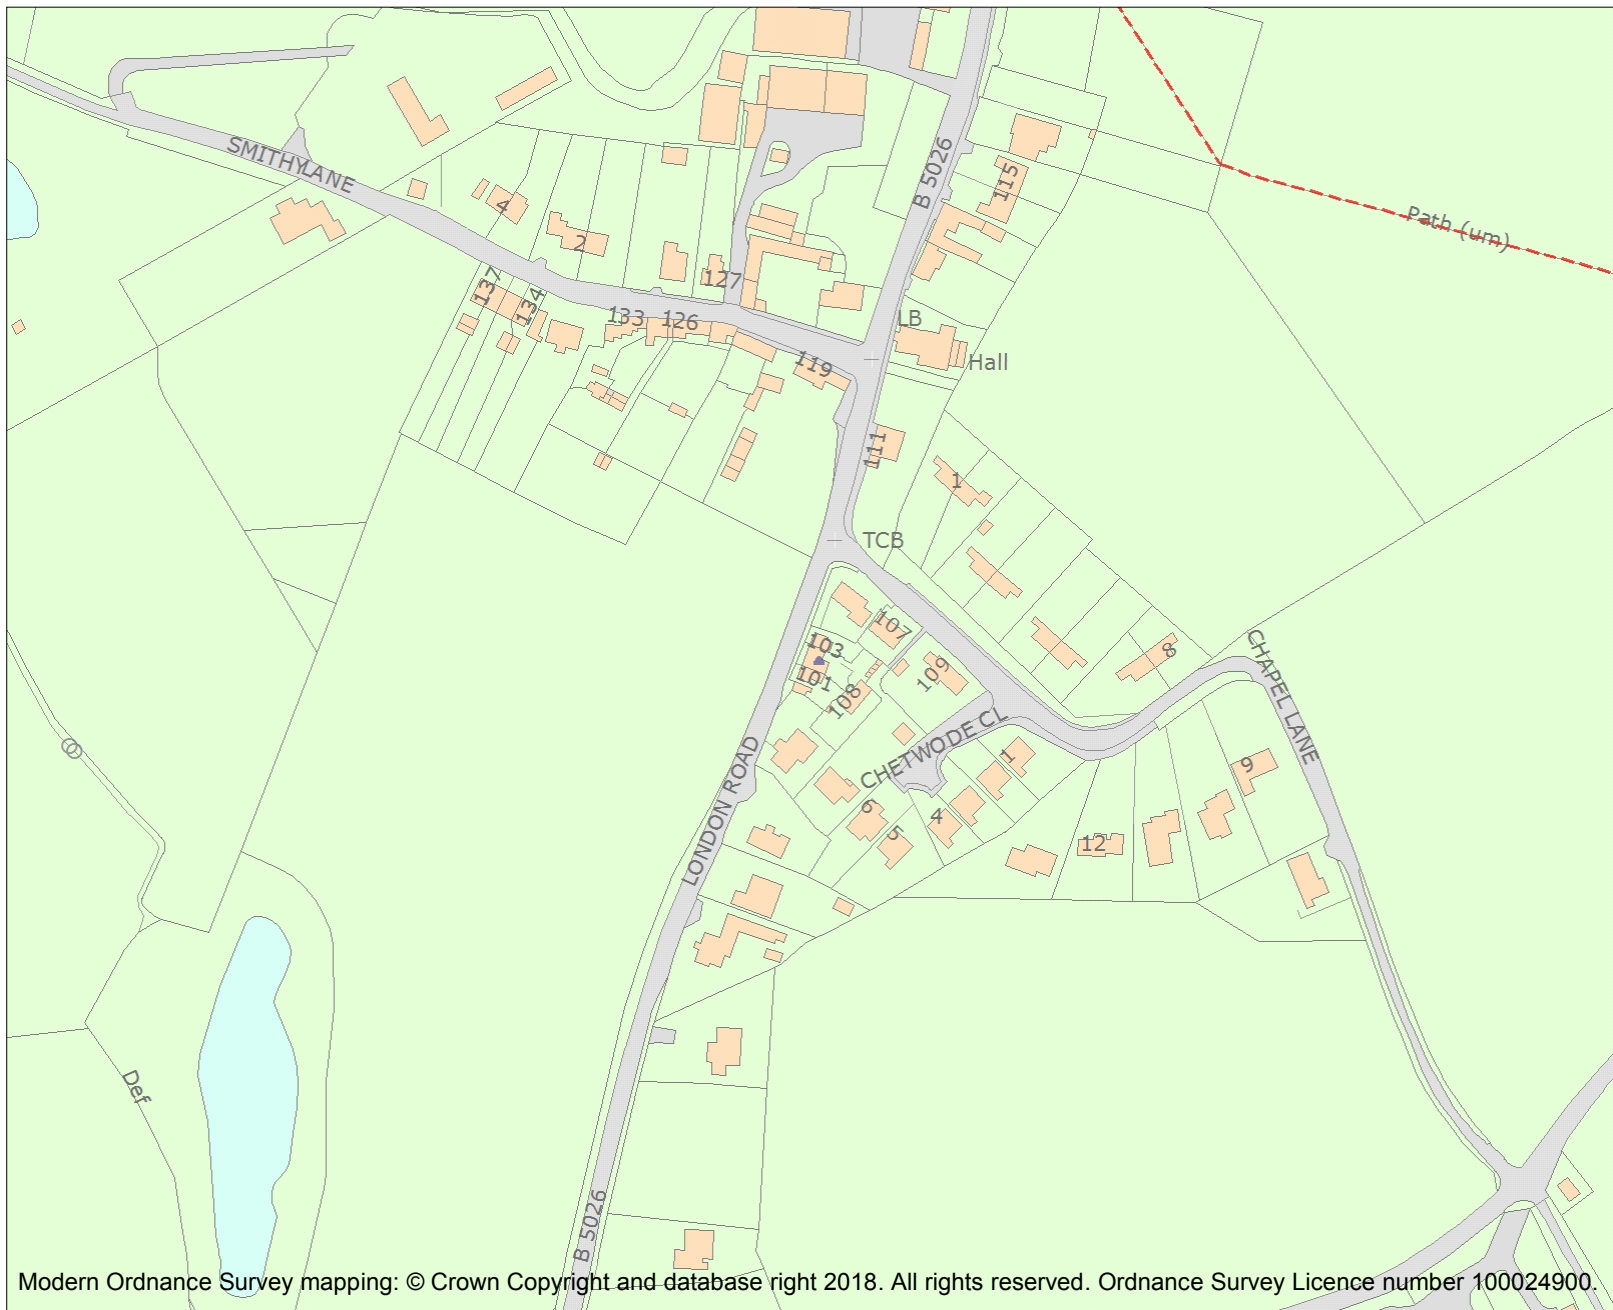 SMITHYLANE
B 5026
115
Path (um)
4
2
127
137
134
133
126
LB
Hall
119
111
1
TCB
107
103
101
108
109
8
CHAPEL LANE
CHETWODE CL
1
9
LONDON ROAD
6
5
4
12
Def
B 5026
Modern Ordnance Survey mapping: © Crown Copyright and database right 2018. All rights reserved. Ordnance Survey Licence number 100024900.